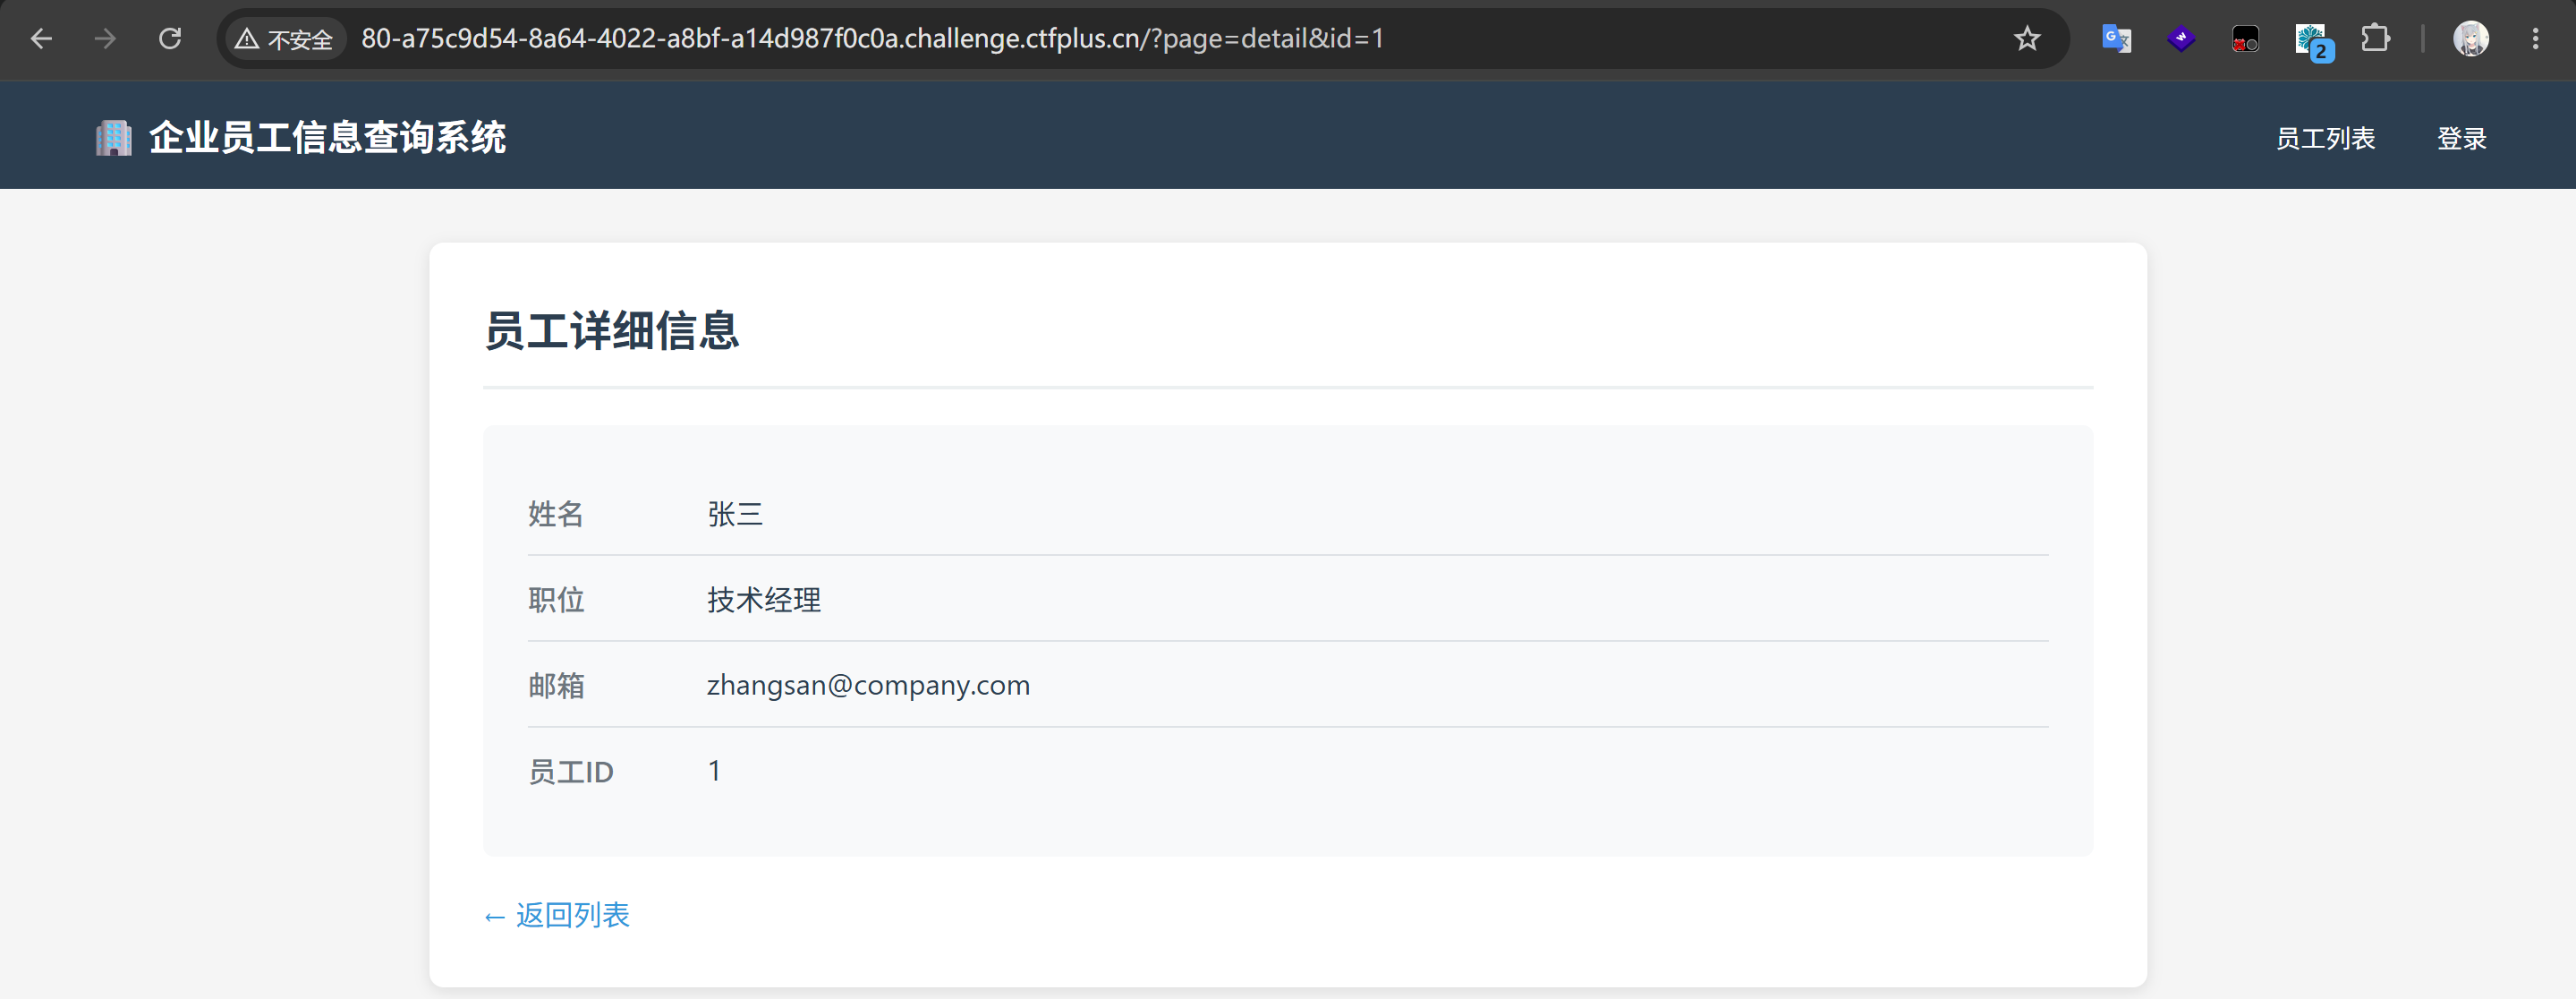 不安全 80-a75c9d54-8a64-4022-a8bf-a14d987f0c0a.challenge.ctfplus.cn/?page=detail&id=1
2
企业员工信息查询系统 员工列表 登录
员工详细信息
姓名 张三
职位 技术经理
邮箱 zhangsan@company.com
员工ID 1
← 返回列表